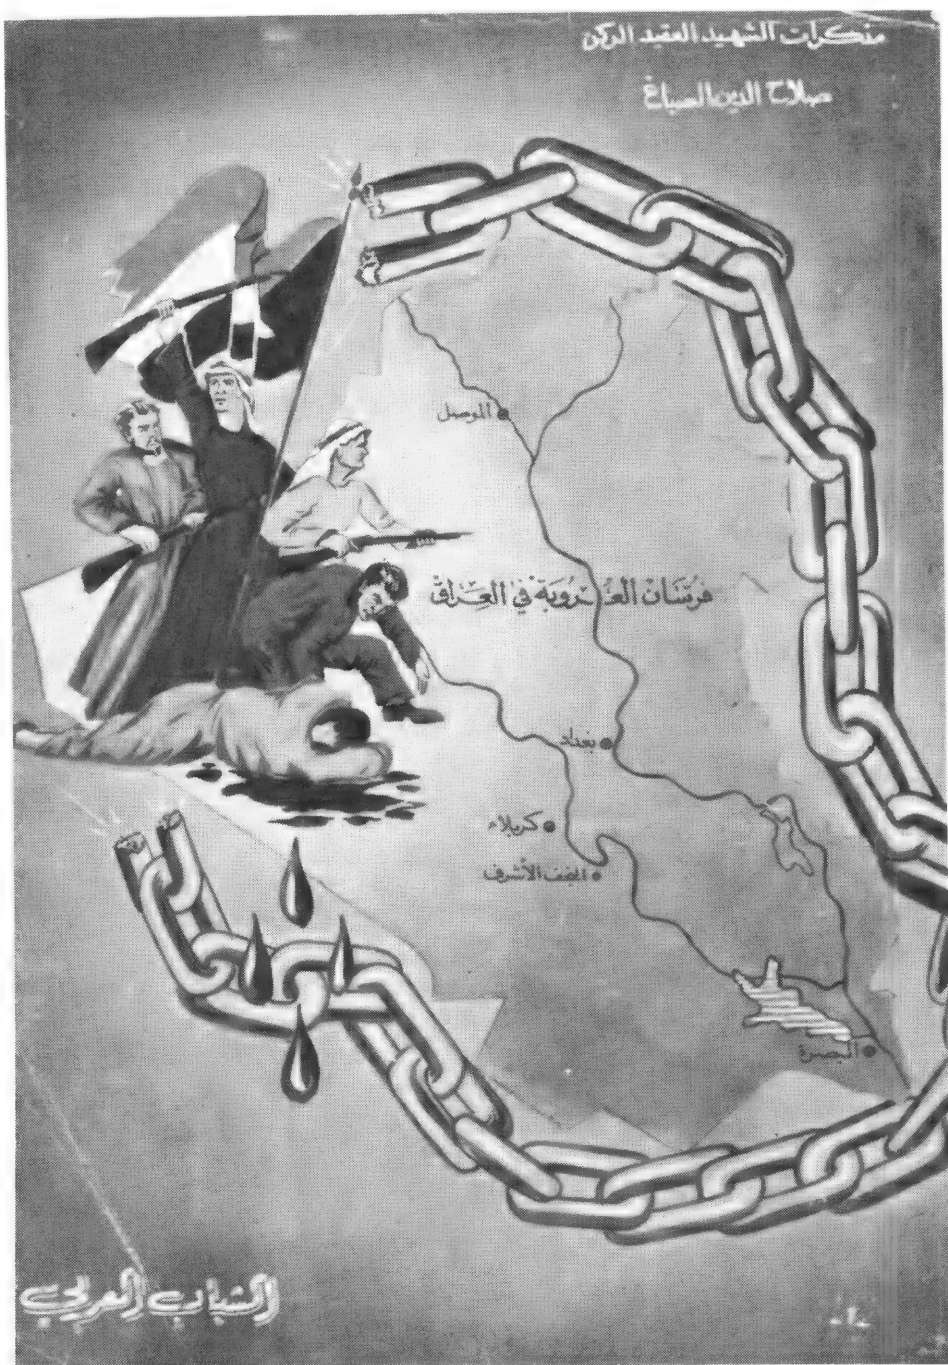 مذكرات الشهيد العقيد الركن
صلاح الدين الصباغ
الموصل
فرسان العروبة في العراق
بغداد
كربلاء
النجف الأشرف
البصرة
الشباب العربي
-١-